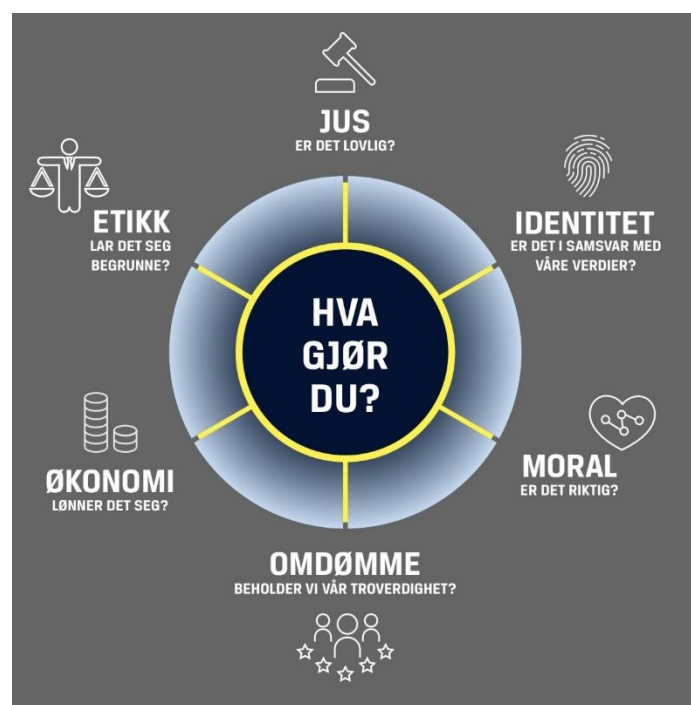 JUS
ER DET LOVLIG?
IDENTITET
ER DET I SAMSVAR MED
VÅRE VERDIER?
MORAL
ER DET RIKTIG?
OMDØMME
BEHOLDER VI VÅR TROVERDIGHET?
ØKONOMI
LØNNER DET SEG?
ETIKK
LAR DET SEG
BEGRUNNE?
HVA
GJØR
DU?